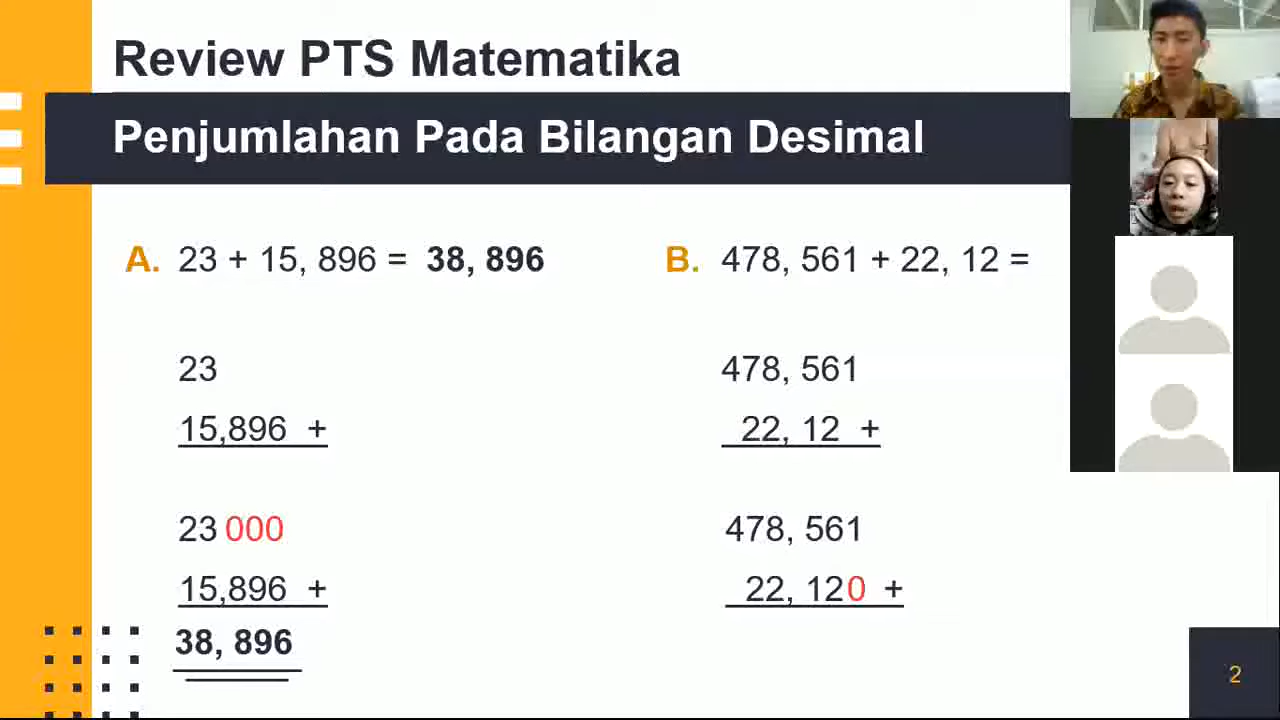 Review PTS Matematika
Penjumlahan Pada Bilangan Desimal
A. 23 + 15, 896 = 38, 896
23
15,896 +
23 000
15,896 +
38, 896
B. 478, 561 + 22, 12 =
478, 561
22, 12 +
478, 561
22, 120 +
2